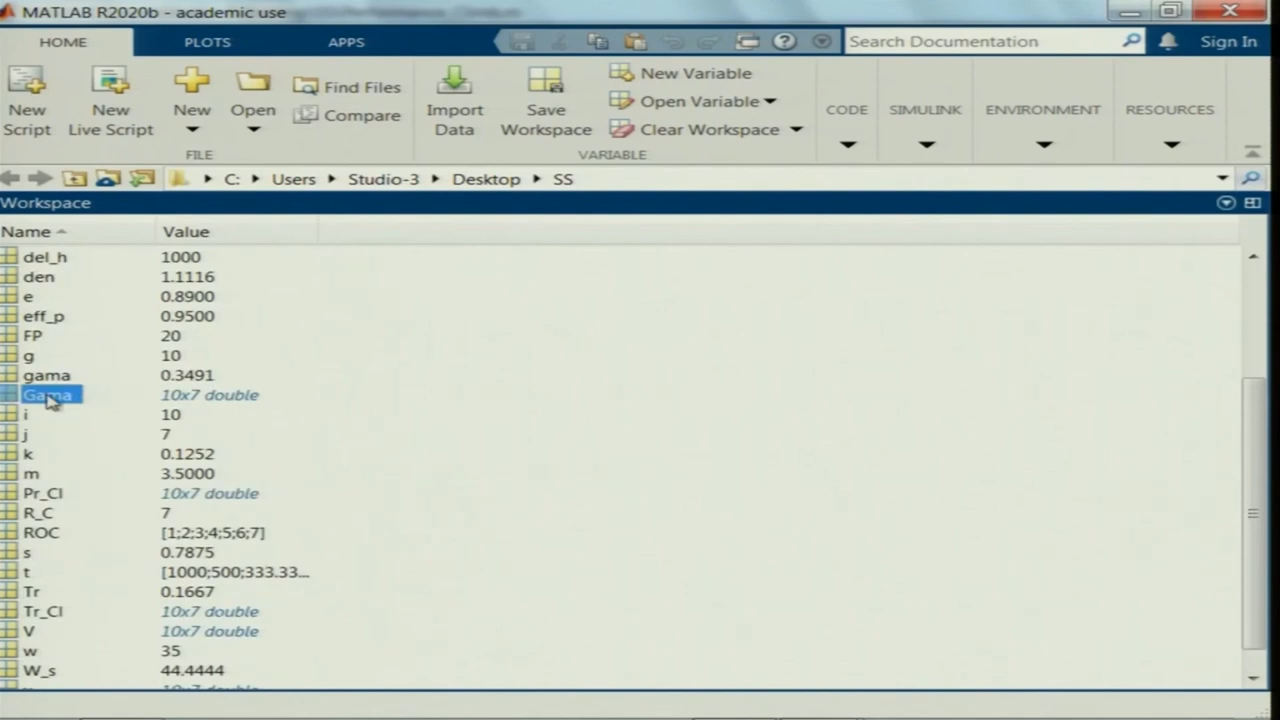 MATLAB R2020b - academic use
HOME PLOTS APPS Search Documentation Sign In
New Script
New Live Script
New
Open
Find Files
Compare
Import Data
Save Workspace
New Variable
Open Variable
Clear Workspace
CODE SIMULINK ENVIRONMENT RESOURCES
FILE VARIABLE
C: Users Studio-3 Desktop SS
Workspace
Name Value
del_h 1000
den 1.1116
e 0.8900
eff_p 0.9500
FP 20
g 10
gama 0.3491
Gama 10x7 double
i 10
j 7
k 0.1252
m 3.5000
Pr_Cl 10x7 double
R_C 7
ROC [1;2;3;4;5;6;7]
s 0.7875
t [1000;500;333.33...
Tr 0.1667
Tr_Cl 10x7 double
V 10x7 double
w 35
W_s 44.4444